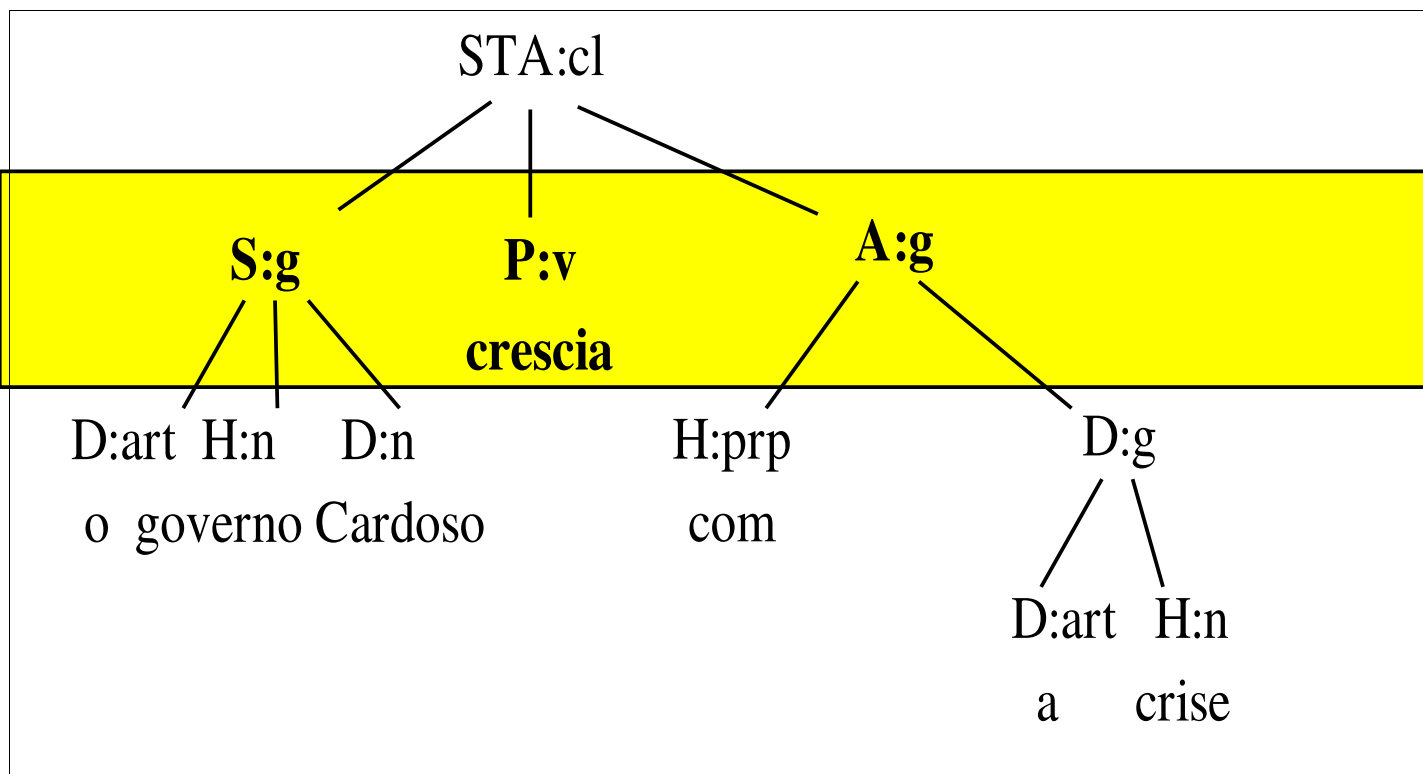 STA:cl
S:g P:v A:g
crescia
D:art H:n D:n H:prp D:g
o governo Cardoso com
D:art H:n
a crise